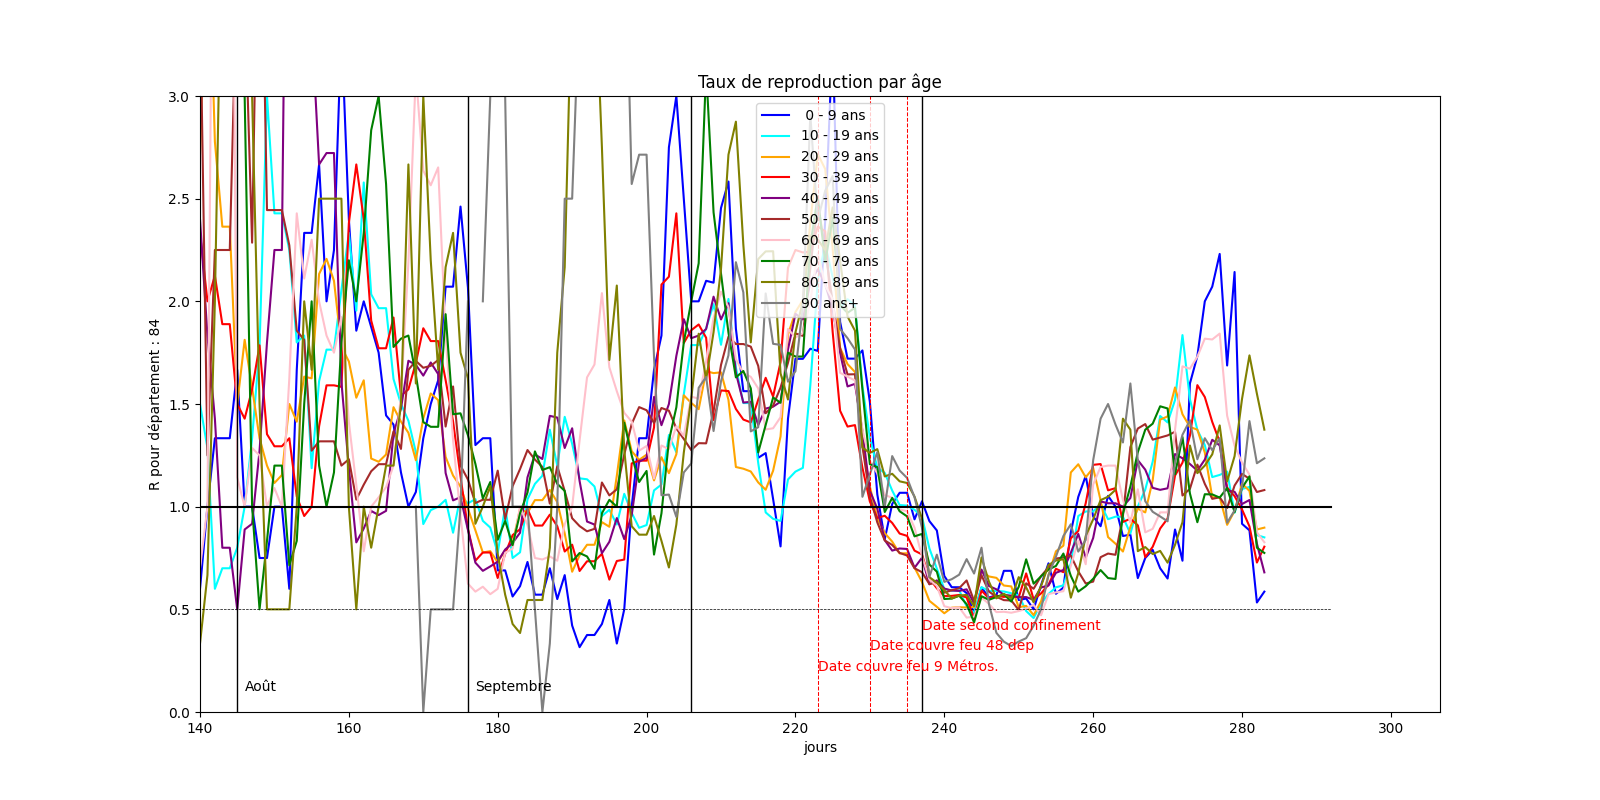 Taux de reproduction par âge
R pour département : 84
3.0
2.5
2.0
1.5
1.0
0.5
0.0
0 - 9 ans
10 - 19 ans
20 - 29 ans
30 - 39 ans
40 - 49 ans
50 - 59 ans
60 - 69 ans
70 - 79 ans
80 - 89 ans
90 ans+
Date second confinement
Date couvre feu 48 dep
Date couvre feu 9 Métros.
Août
Septembre
140 160 180 200 220 240 260 280 300
jours